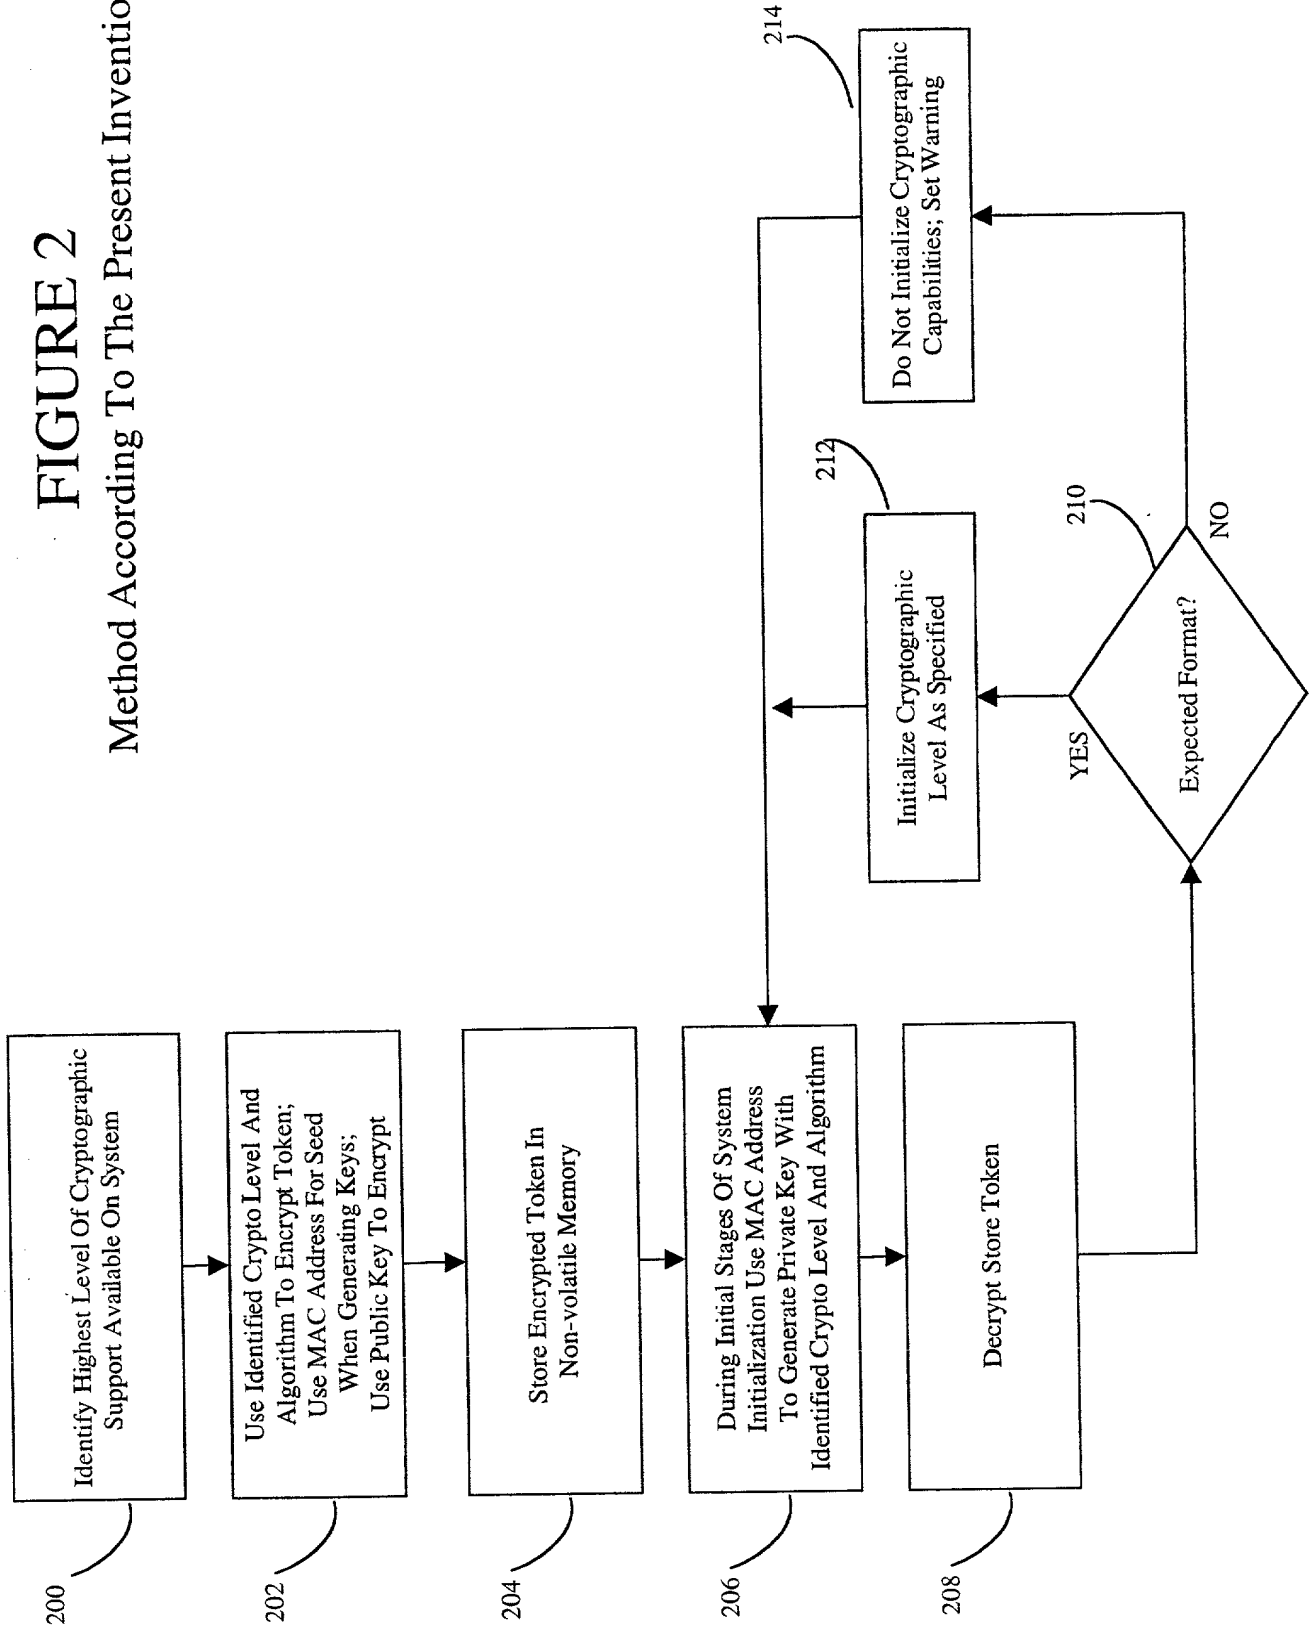 FIGURE 2
Method According To The Present Inventio
200
Identify Highest Level Of Cryptographic
Support Available On System
202
Use Identified Crypto Level And
Algorithm To Encrypt Token;
Use MAC Address For Seed
When Generating Keys;
Use Public Key To Encrypt
204
Store Encrypted Token In
Non-volatile Memory
206
During Initial Stages Of System
Initialization Use MAC Address
To Generate Private Key With
Identified Crypto Level And Algorithm
208
Decrypt Store Token
210
Expected Format?
YES
NO
212
Initialize Cryptographic
Level As Specified
214
Do Not Initialize Cryptographic
Capabilities; Set Warning